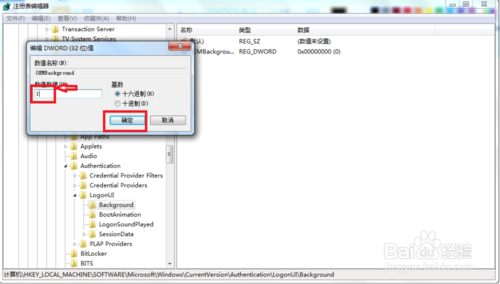 注册表编辑器
文件(F) 编辑(E) 查看(V) 收藏夹(A) 帮助(H)
Transaction Server
TV System Services
名称 类型 数据
REG_SZ (数值未设置)
EMBackgrou... REG_DWORD 0x00000000 (0)
编辑 DWORD (32 位)值
数值名称(N):
OEMBackground
数值数据(V):
1
基数
十六进制(H)
十进制(D)
确定 取消
App Paths
Applets
Audio
Authentication
Credential Provider Filters
Credential Providers
LogonUI
Background
BootAnimation
LogonSoundPlayed
SessionData
PLAP Providers
BitLocker
BITS
Baidu 经验
jingyan.baidu.com
计算机\HKEY_LOCAL_MACHINE\SOFTWARE\Microsoft\Windows\CurrentVersion\Authentication\LogonUI\Background